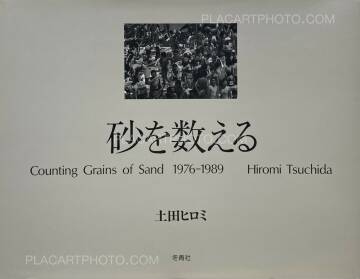 PLACARTPHOTO.COM
砂を数える
Counting Grains of Sand 1976-1989 Hiromi Tsuchida
土田ヒロミ
冬青社
PLACARTPHOTO.COM